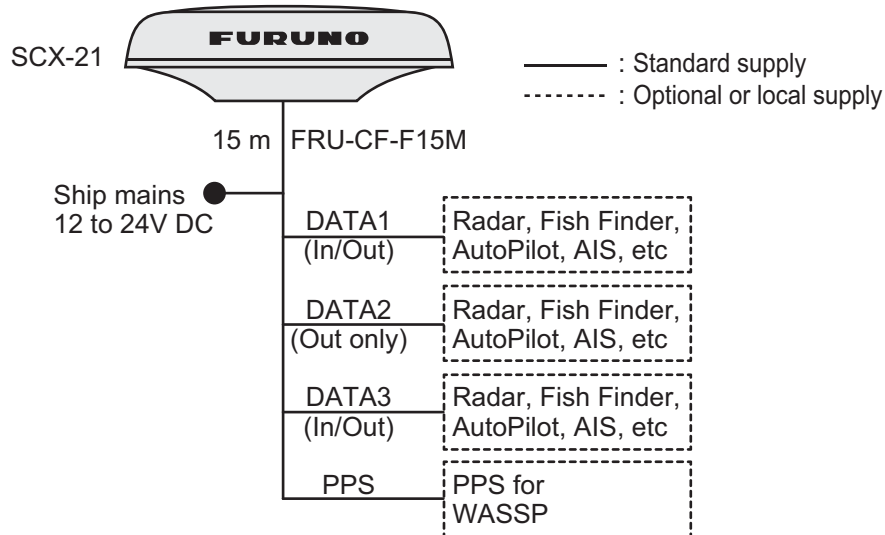 FURUNO
SCX-21
: Standard supply
: Optional or local supply
15 m FRU-CF-F15M
Ship mains
12 to 24V DC
DATA1
(In/Out)
Radar, Fish Finder,
AutoPilot, AIS, etc
DATA2
(Out only)
Radar, Fish Finder,
AutoPilot, AIS, etc
DATA3
(In/Out)
Radar, Fish Finder,
AutoPilot, AIS, etc
PPS
PPS for
WASSP